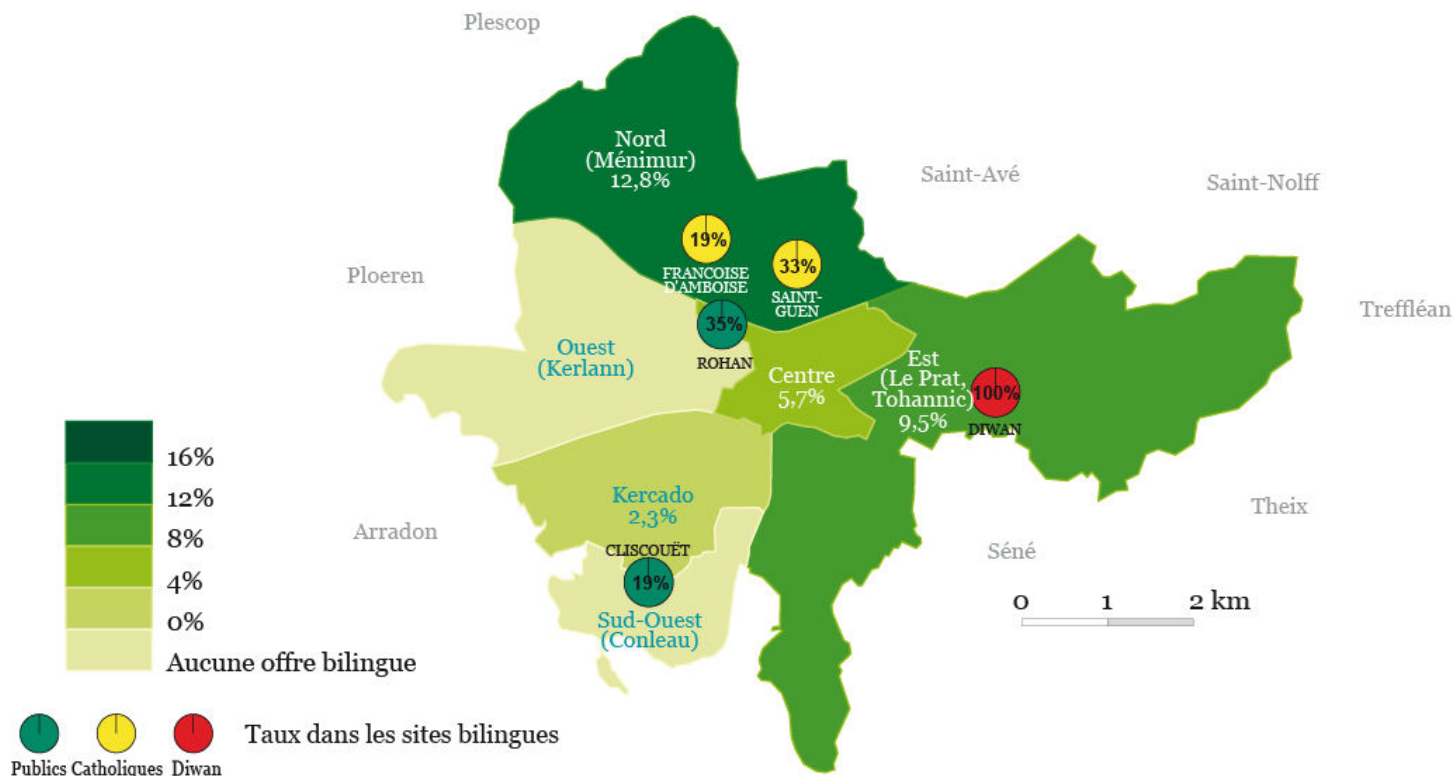 Plescop
Nord
(Ménimur)
12,8%
Saint-Avé
Saint-Nolff
Ploeren
19%
FRANCOISE
D'AMBOISE
33%
SAINT-
GUEN
Treffléan
35%
ROHAN
Ouest
(Kerlann)
Centre
5,7%
Est
(Le Prat,
Tohannic)
9,5%
100%
DIWAN
16%
12%
8%
4%
0%
Aucune offre bilingue
Arradon
Kercado
2,3%
CLISCOUËT
19%
Sud-Ouest
(Conleau)
Theix
Séné
0 1 2 km
Taux dans les sites bilingues
Publics Catholiques Diwan